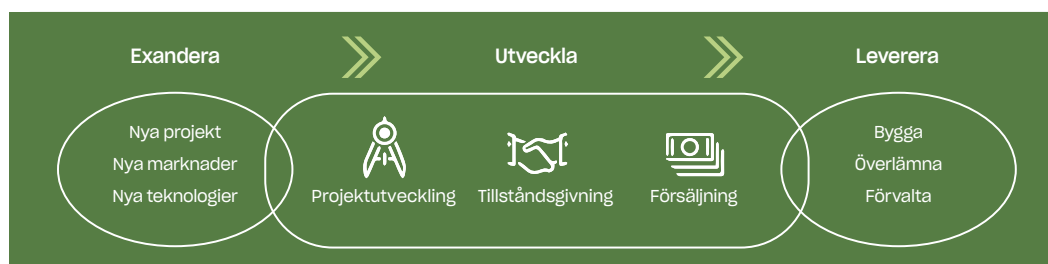 Exandera
Utveckla
Leverera
Nya projekt
Nya marknader
Nya teknologier
Projektutveckling
Tillståndsgivning
Försäljning
Bygga
Överlämna
Förvalta